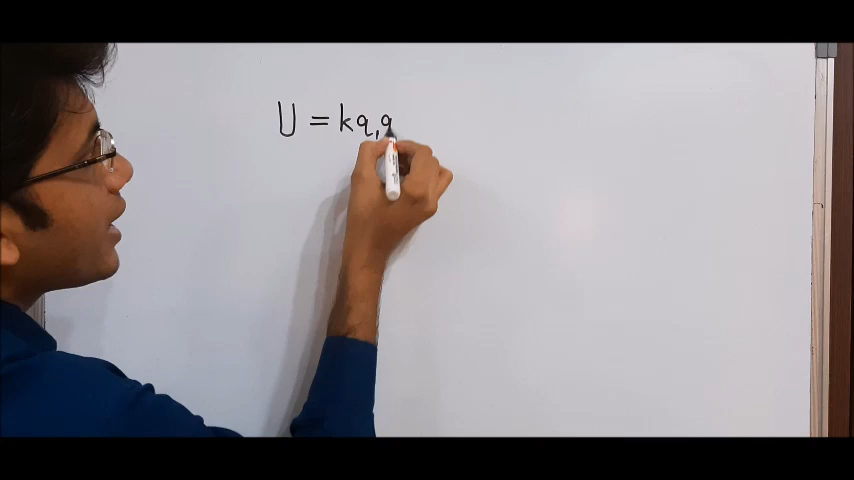 U = kq₁q